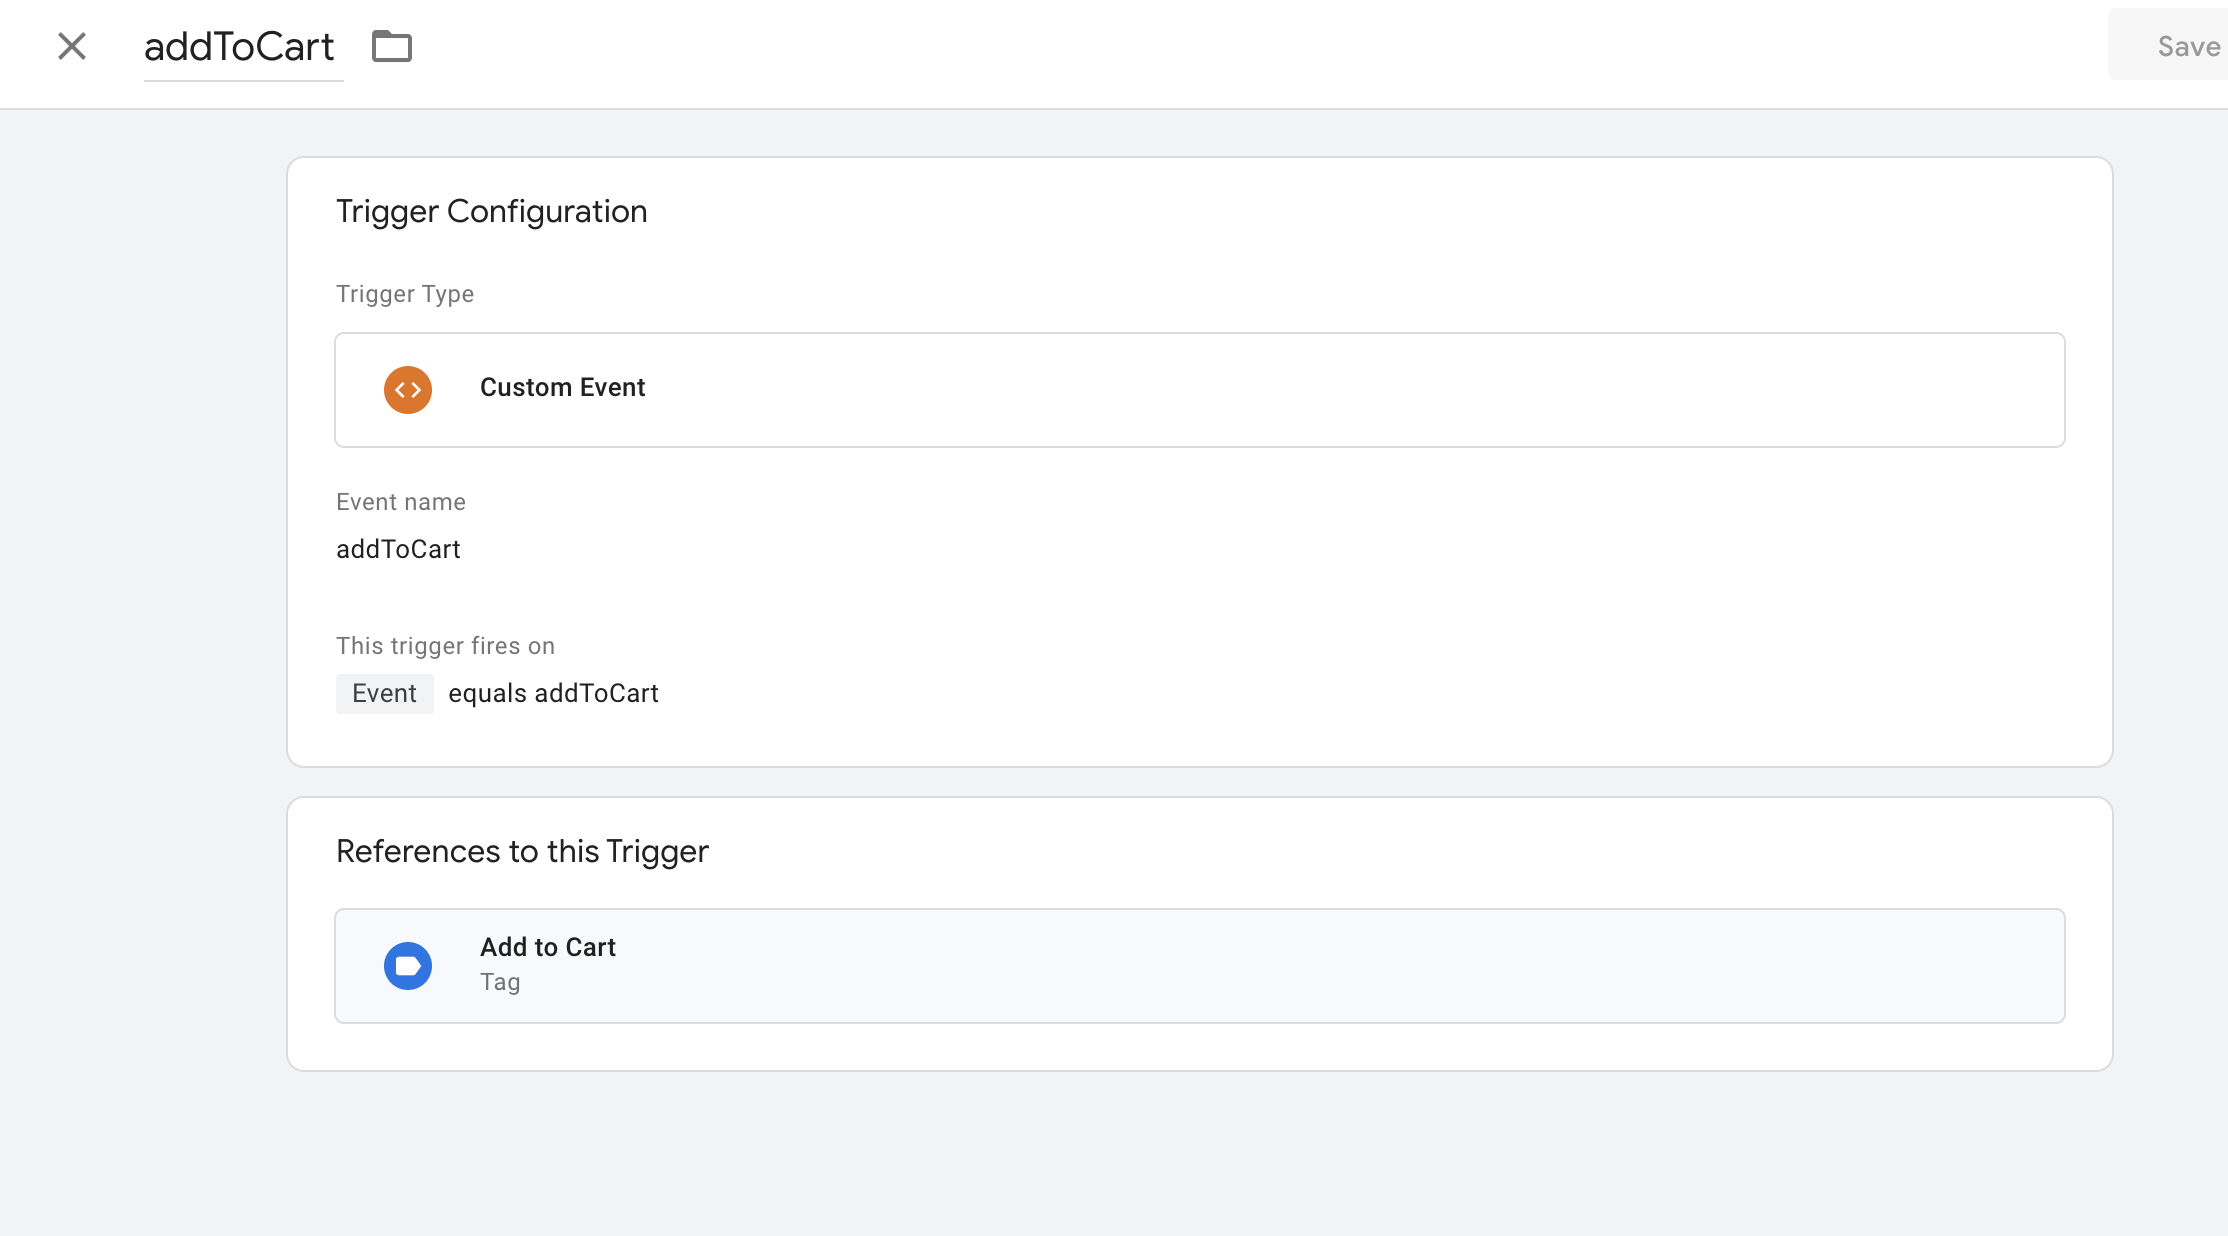 addToCart
Save
Trigger Configuration
Trigger Type
Custom Event
Event name
addToCart
This trigger fires on
Event equals addToCart
References to this Trigger
Add to Cart
Tag